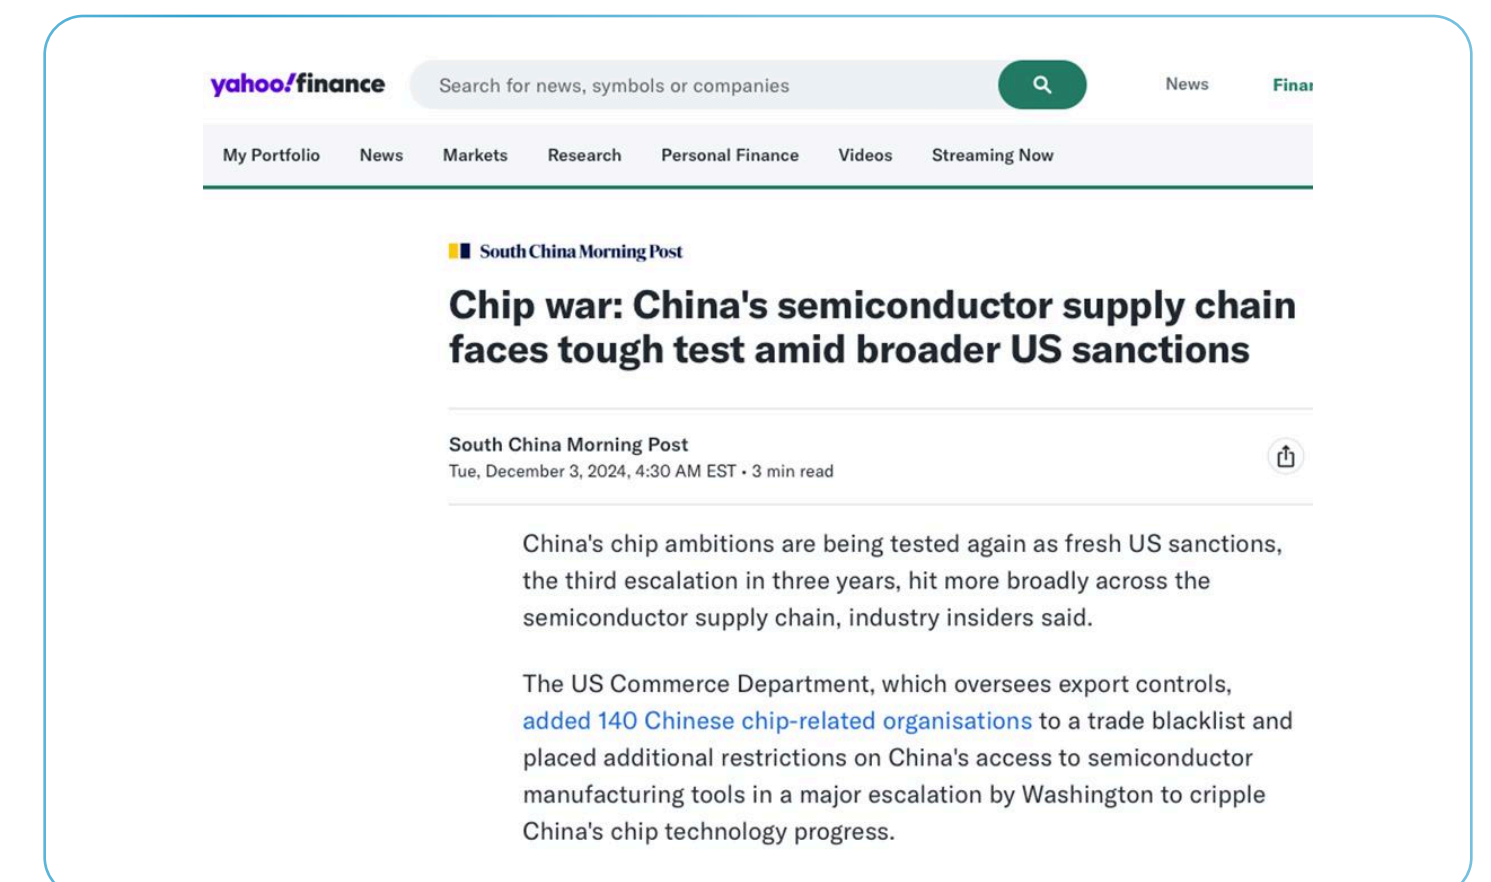 yahoo!finance
Search for news, symbols or companies
News
Finan
My Portfolio
News
Markets
Research
Personal Finance
Videos
Streaming Now
South China Morning Post
Chip war: China's semiconductor supply chain
faces tough test amid broader US sanctions
South China Morning Post
Tue, December 3, 2024, 4:30 AM EST • 3 min read
China's chip ambitions are being tested again as fresh US sanctions,
the third escalation in three years, hit more broadly across the
semiconductor supply chain, industry insiders said.
The US Commerce Department, which oversees export controls,
added 140 Chinese chip-related organisations to a trade blacklist and
placed additional restrictions on China's access to semiconductor
manufacturing tools in a major escalation by Washington to cripple
China's chip technology progress.